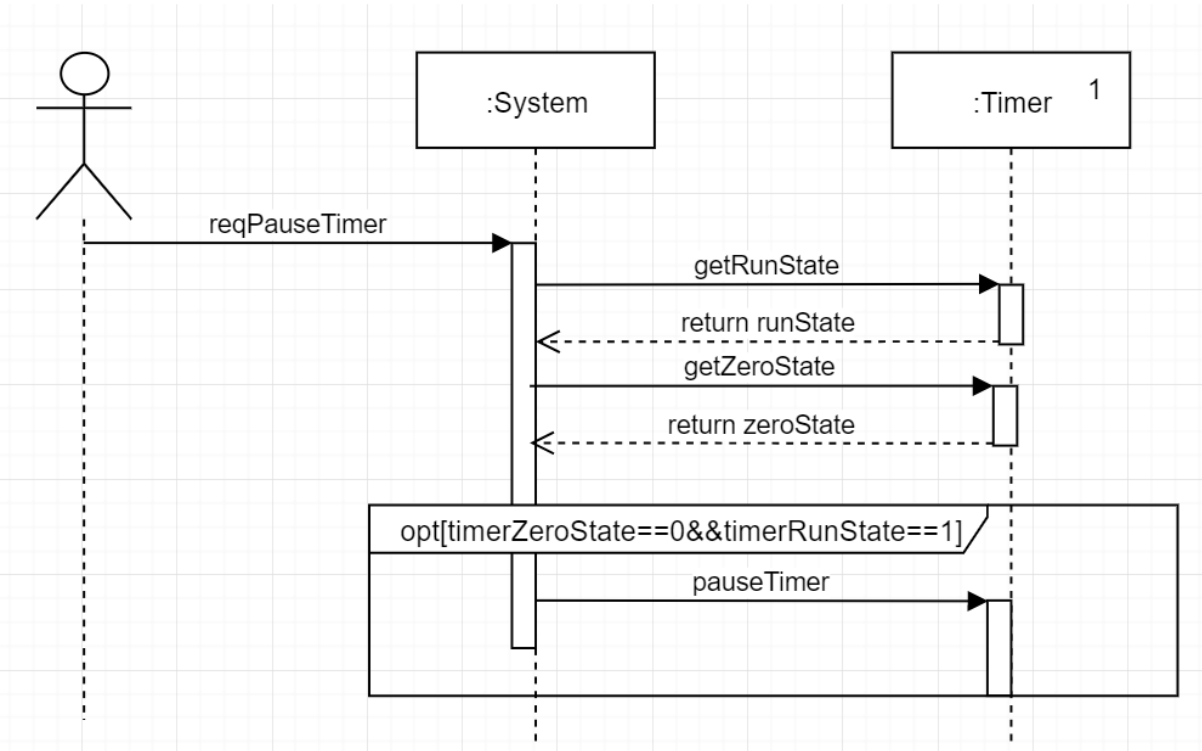 :System
:Timer
1
reqPauseTimer
getRunState
return runState
getZeroState
return zeroState
opt[timerZeroState==0&&timerRunState==1]
pauseTimer